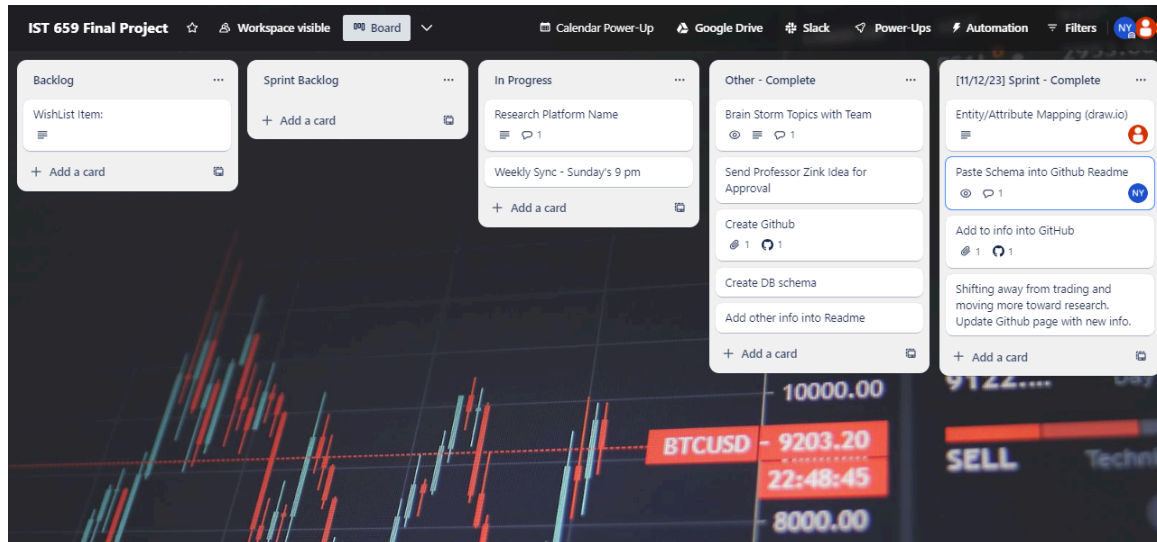 IST 659 Final Project
Workspace visible
Board
Calendar Power-Up
Google Drive
Slack
Power-Ups
Automation
Filters
NY
Backlog
WishList Item:
+ Add a card
Sprint Backlog
+ Add a card
In Progress
Research Platform Name
1
Weekly Sync - Sunday's 9 pm
+ Add a card
Other - Complete
Brain Storm Topics with Team
1
Send Professor Zink Idea for
Approval
Create Github
1 1
Create DB schema
Add other info into Readme
+ Add a card
[11/12/23] Sprint - Complete
Entity/Attribute Mapping (draw.io)
Paste Schema into Github Readme
1
NY
Add to info into GitHub
1 1
Shifting away from trading and
moving more toward research.
Update Github page with new info.
+ Add a card
10000.00
BTCUSD
9203.20
22:48:45
8000.00
SELL